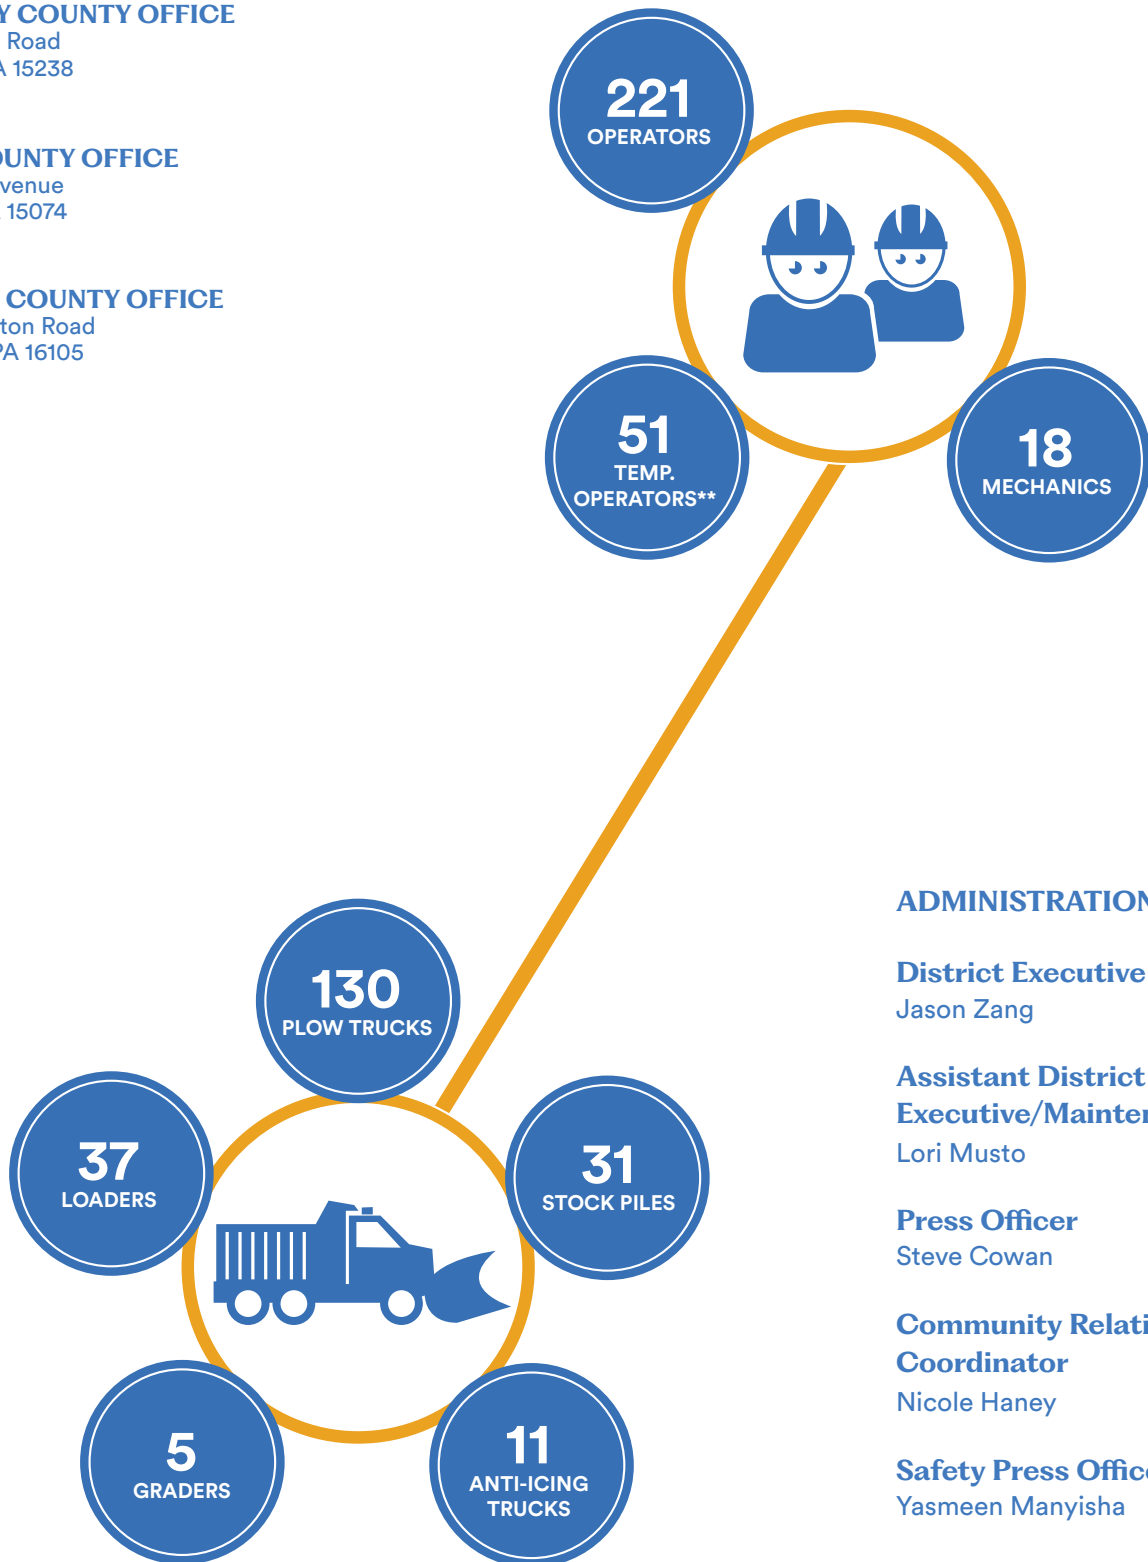 Y COUNTY OFFICE
Road
A 15238
OUNTY OFFICE
venue
15074
COUNTY OFFICE
ton Road
PA 16105
221
OPERATORS
51
TEMP.
OPERATORS**
18
MECHANICS
130
PLOW TRUCKS
37
LOADERS
31
STOCK PILES
5
GRADERS
11
ANTI-ICING
TRUCKS
ADMINISTRATION
District Executive
Jason Zang
Assistant District
Executive/Mainten
Lori Musto
Press Officer
Steve Cowan
Community Relati
Coordinator
Nicole Haney
Safety Press Office
Yasmeen Manyisha